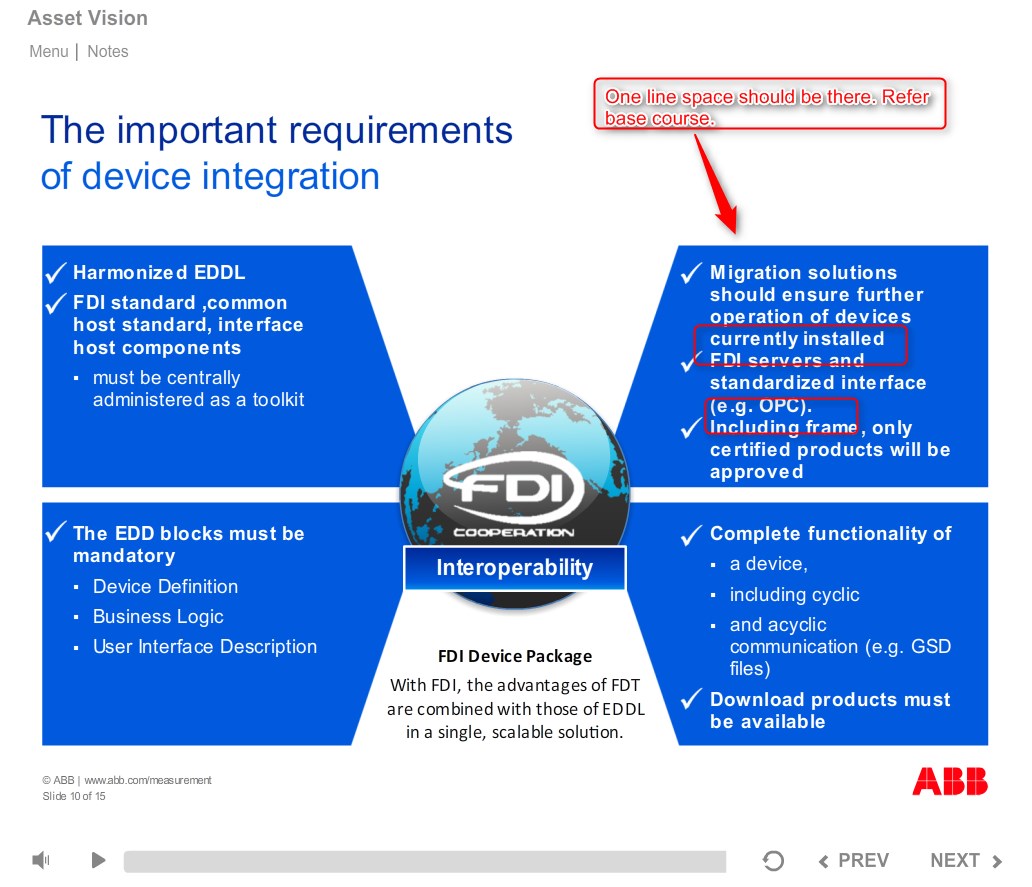 Asset Vision
Menu | Notes
One line space should be there. Refer
base course.
The important requirements
of device integration
Harmonized EDDL
FDI standard ,common
host standard, interface
host components
▪ must be centrally
administered as a toolkit
Migration solutions
should ensure further
operation of devices
currently installed
FDI servers and
standardized interface
(e.g. OPC).
Including frame, only
certified products will be
approved
FDI
COOPERATION
Interoperability
The EDD blocks must be
mandatory
▪ Device Definition
▪ Business Logic
▪ User Interface Description
Complete functionality of
▪ a device,
▪ including cyclic
▪ and acyclic
communication (e.g. GSD
files)
Download products must
be available
FDI Device Package
With FDI, the advantages of FDT
are combined with those of EDDL
in a single, scalable solution.
© ABB | www.abb.com/measurement
Slide 10 of 15
ABB
PREV NEXT